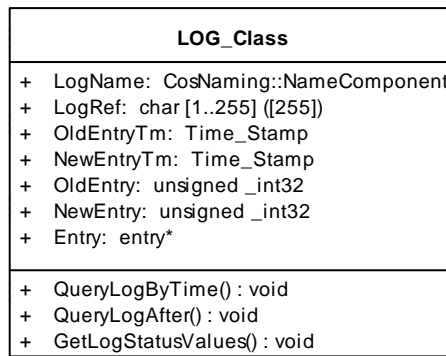 LOG_Class
+ LogName: CosNaming::NameComponent
+ LogRef: char [1..255] ([255])
+ OldEntryTm: Time_Stamp
+ NewEntryTm: Time_Stamp
+ OldEntry: unsigned _int32
+ NewEntry: unsigned _int32
+ Entry: entry*
+ QueryLogByTime() : void
+ QueryLogAfter() : void
+ GetLogStatusValues() : void